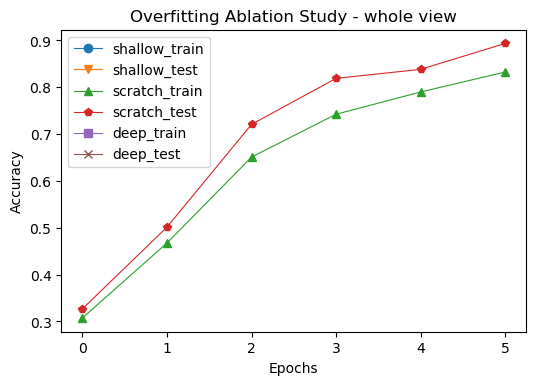 Overfitting Ablation Study - whole view
shallow_train
shallow_test
scratch_train
scratch_test
deep_train
deep_test
Accuracy
0.9
0.8
0.7
0.6
0.5
0.4
0.3
0 1 2 3 4 5
Epochs